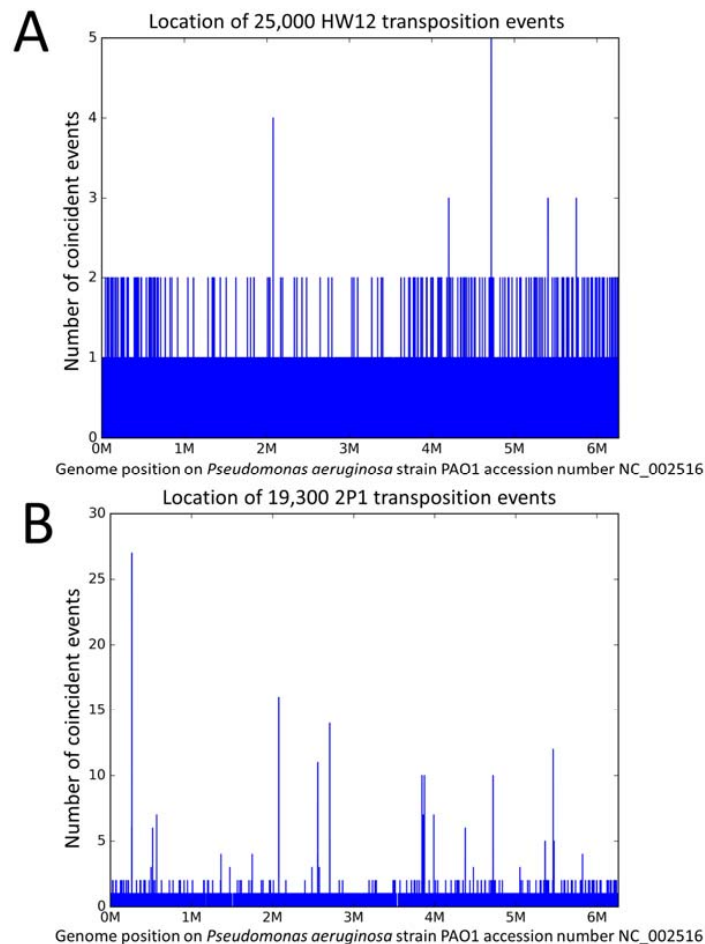 A
Location of 25,000 HW12 transposition events
Number of coincident events
5
4
3
2
1
0
0M 1M 2M 3M 4M 5M 6M
Genome position on Pseudomonas aeruginosa strain PAO1 accession number NC_002516
B
Location of 19,300 2P1 transposition events
Number of coincident events
30
25
20
15
10
5
0
0M 1M 2M 3M 4M 5M 6M
Genome position on Pseudomonas aeruginosa strain PAO1 accession number NC_002516